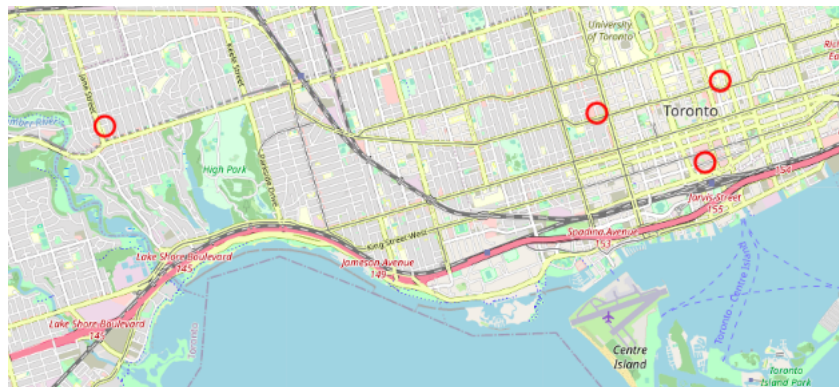 University
of Toronto
Keele Street
Jane Street
High Park
Parkside Drive
Toronto
King Street West
Jarvis Street
155
154
Spadina Avenue
153
Lake Shore Boulevard
145
Jameson Avenue
149
Lake Shore Boulevard
Toronto
Toronto - Centre Island
Centre
Island
Toronto
Island Park